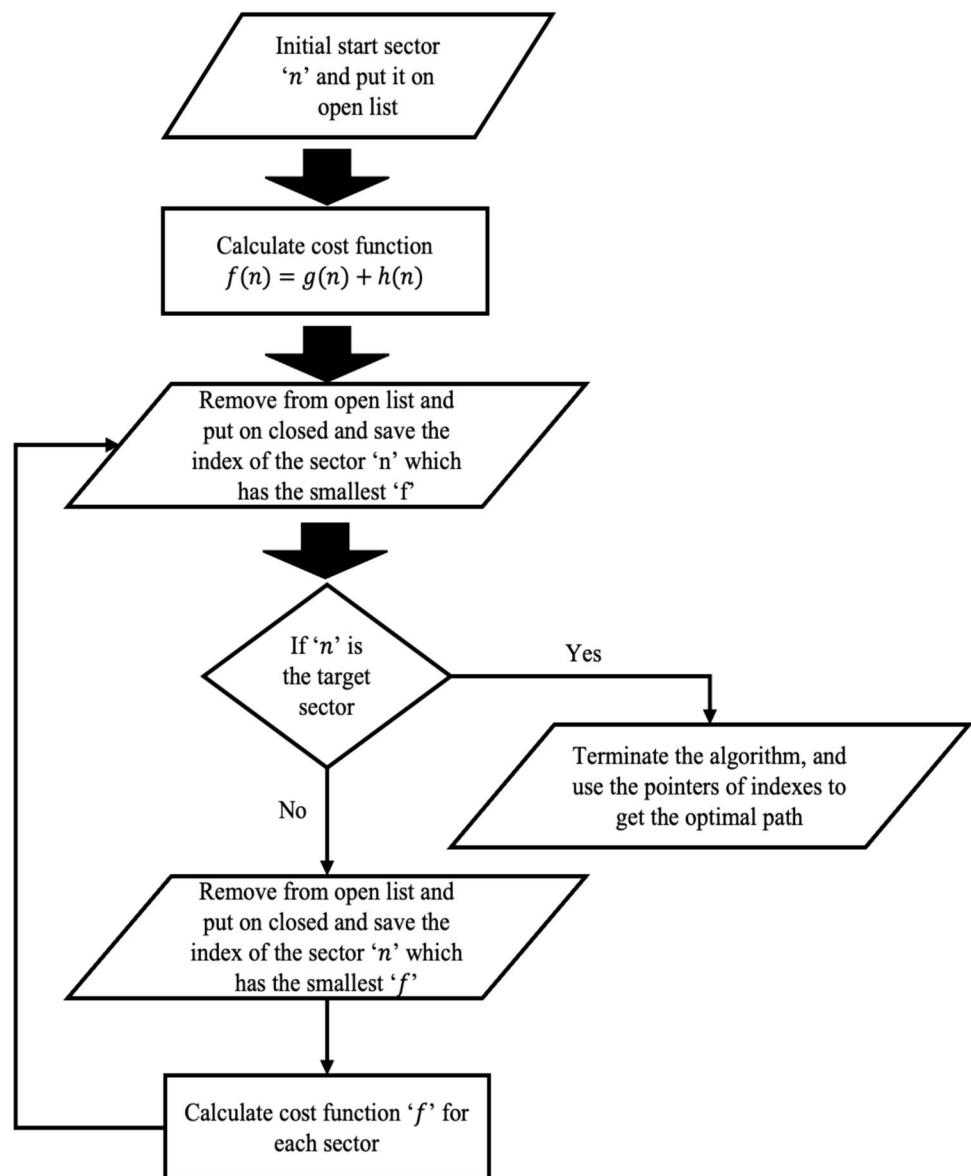 Initial start sector
‘n’ and put it on
open list
Calculate cost function
f(n) = g(n) + h(n)
Remove from open list and
put on closed and save the
index of the sector ‘n’ which
has the smallest ‘f’
If ‘n’ is
the target
sector
Yes
Terminate the algorithm, and
use the pointers of indexes to
get the optimal path
No
Remove from open list and
put on closed and save the
index of the sector ‘n’ which
has the smallest ‘f’
Calculate cost function ‘f’ for
each sector